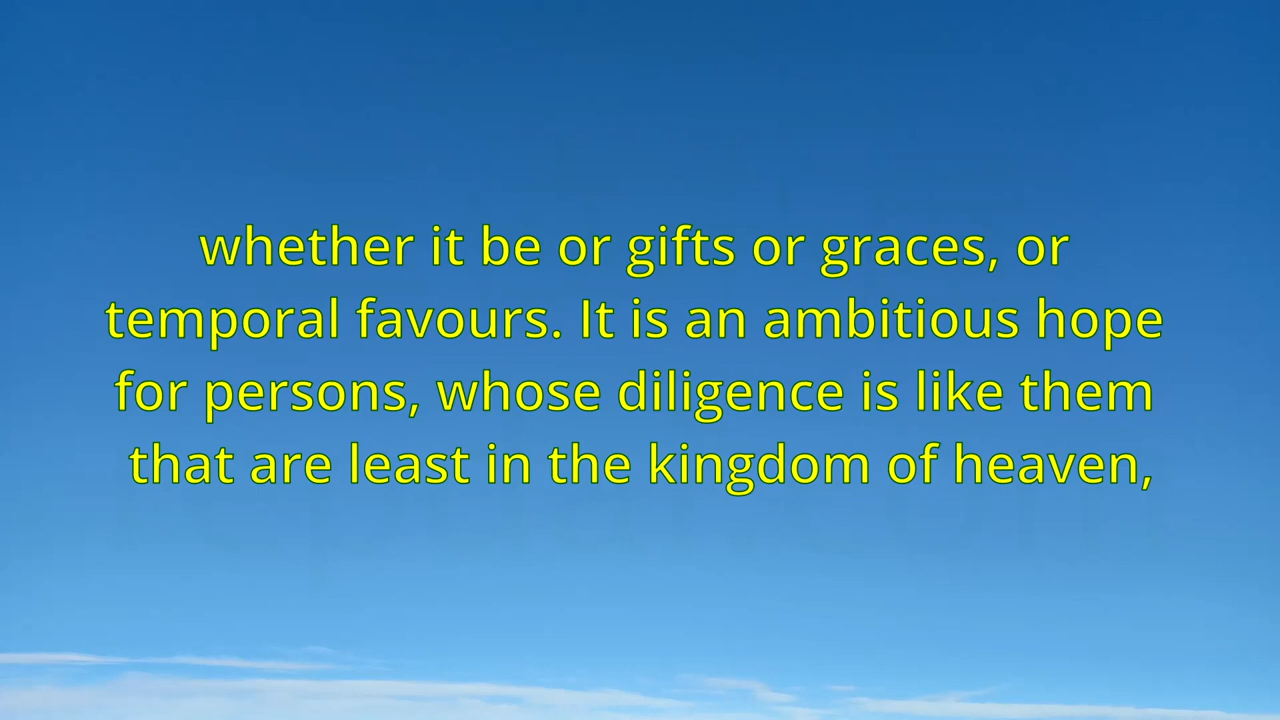 whether it be or gifts or graces, or
temporal favours. It is an ambitious hope
for persons, whose diligence is like them
that are least in the kingdom of heaven,